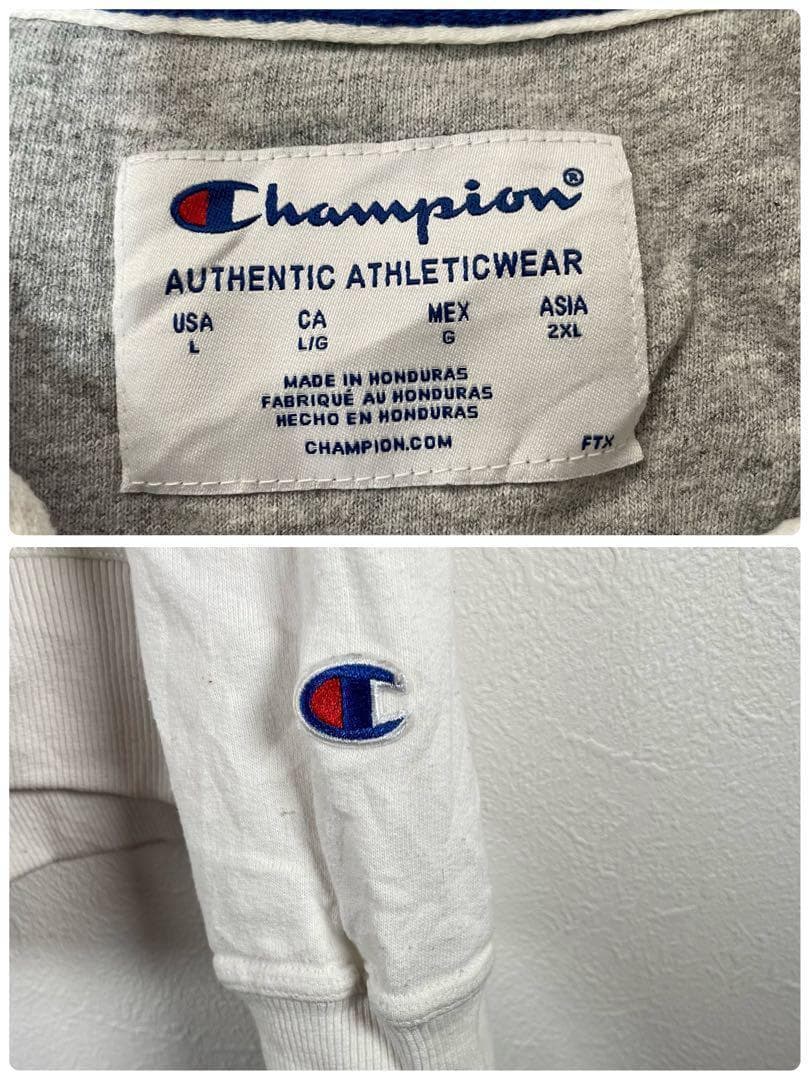 Champion®
AUTHENTIC ATHLETICWEAR
USA CA MEX ASIA
L L/G G 2XL
MADE IN HONDURAS
FABRIQUÉ AU HONDURAS
HECHO EN HONDURAS
CHAMPION.COM FTX